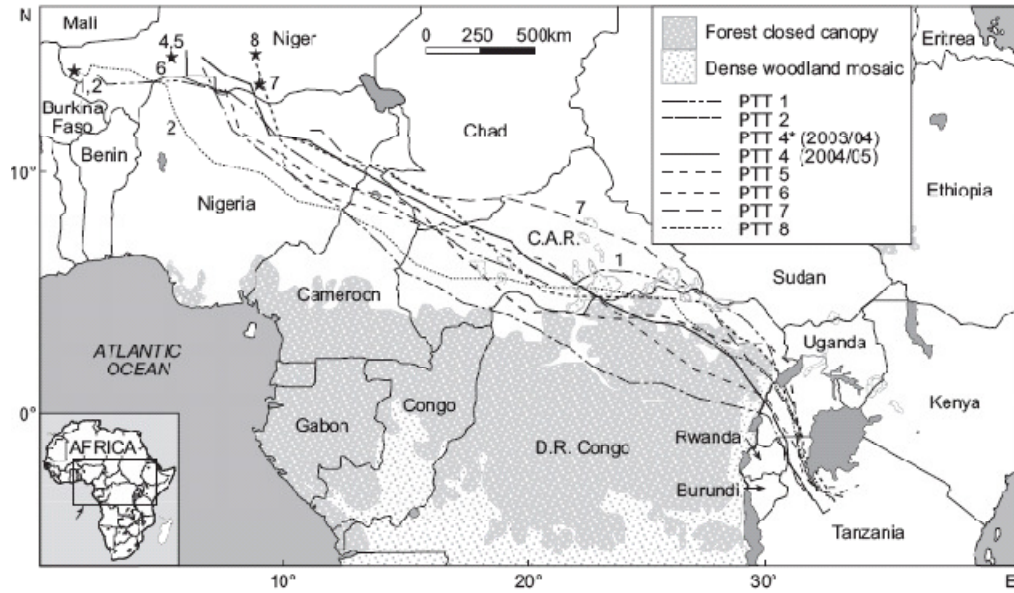 N
Mali
4,5
8
Niger
0 250 500km
Eritrea
Forest closed canopy
Dense woodland mosaic
PTT 1
PTT 2
PTT 4* (2003/04)
PTT 4 (2004/05)
PTT 5
PTT 6
PTT 7
PTT 8
6
7
1,2
Burkina
Faso
2
Chad
Benin
10°
Ethiopia
Nigeria
7
C.A.R.
1
Sudan
Cameroon
Uganda
ATLANTIC
OCEAN
0°
Congo
Kenya
Gabon
Rwanda
D.R. Congo
AFRICA
Burundi
Tanzania
10°
20°
30°
E